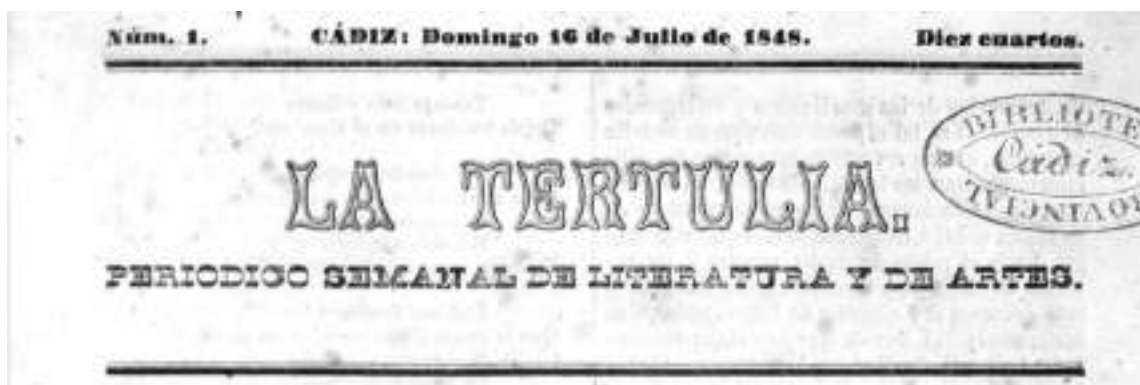 Núm. 1. CÁDIZ: Domingo 16 de Julio de 1848. Diez cuartos.
LA TERTULIA.
PERIODICO SEMANAL DE LITERATURA Y DE ARTES.
BIBLIOTE
Cádiz.
ROVINCIAL